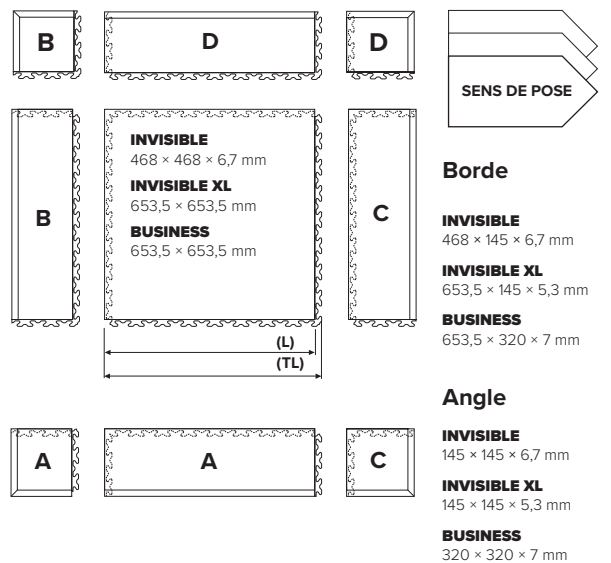 B
D
D
SENS DE POSE
B
INVISIBLE
468 × 468 × 6,7 mm
INVISIBLE XL
653,5 × 653,5 mm
BUSINESS
653,5 × 653,5 mm
C
(L)
(TL)
A
A
C
Borde
INVISIBLE
468 × 145 × 6,7 mm
INVISIBLE XL
653,5 × 145 × 5,3 mm
BUSINESS
653,5 × 320 × 7 mm
Angle
INVISIBLE
145 × 145 × 6,7 mm
INVISIBLE XL
145 × 145 × 5,3 mm
BUSINESS
320 × 320 × 7 mm